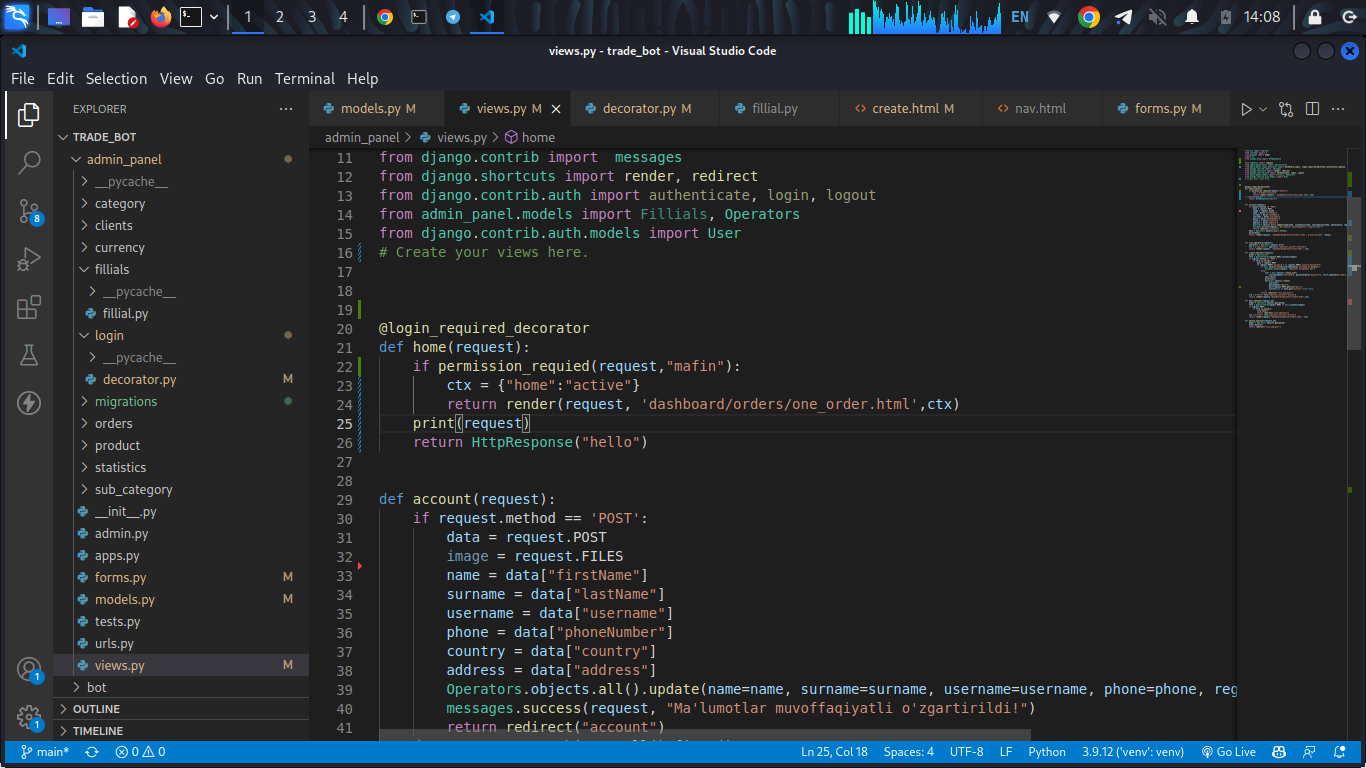 1 2 3 4 EN 14:08
views.py - trade_bot - Visual Studio Code
File Edit Selection View Go Run Terminal Help
EXPLORER
TRADE_BOT
admin_panel
__pycache__
category
clients
currency
fillials
__pycache__
fillial.py
login
__pycache__
decorator.py M
migrations
orders
product
statistics
sub_category
__init__.py
admin.py
apps.py
forms.py M
models.py M
tests.py
urls.py
views.py M
bot
OUTLINE
TIMELINE
8
1
1
models.py M views.py M decorator.py M fillial.py create.html M nav.html forms.py M
admin_panel > views.py > home
11 from django.contrib import  messages
12 from django.shortcuts import render, redirect
13 from django.contrib.auth import authenticate, login, logout
14 from admin_panel.models import Fillials, Operators
15 from django.contrib.auth.models import User
16 # Create your views here.
17
18
19
20 @login_required_decorator
21 def home(request):
22     if permission_requied(request,"mafin"):
23         ctx = {"home":"active"}
24         return render(request, 'dashboard/orders/one_order.html',ctx)
25     print(request)
26     return HttpResponse("hello")
27
28
29 def account(request):
30     if request.method == 'POST':
31         data = request.POST
32         image = request.FILES
33         name = data["firstName"]
34         surname = data["lastName"]
35         username = data["username"]
36         phone = data["phoneNumber"]
37         country = data["country"]
38         address = data["address"]
39         Operators.objects.all().update(name=name, surname=surname, username=username, phone=phone, reg
40         messages.success(request, "Ma'lumotlar muvoffaqiyatli o'zgartirildi!")
41         return redirect("account")
main* 0 0 Ln 25, Col 18 Spaces: 4 UTF-8 LF Python 3.9.12 ('venv': venv) Go Live